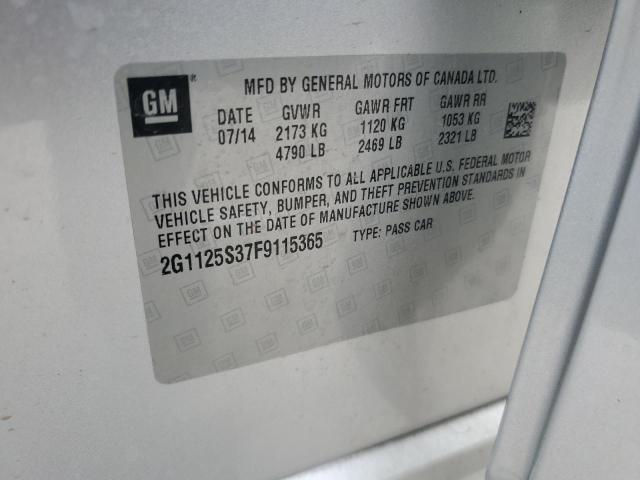 GM ® MFD BY GENERAL MOTORS OF CANADA LTD.
DATE GVWR GAWR FRT GAWR RR
07/14 2173 KG 1120 KG 1053 KG
4790 LB 2469 LB 2321 LB
THIS VEHICLE CONFORMS TO ALL APPLICABLE U.S. FEDERAL MOTOR
VEHICLE SAFETY, BUMPER, AND THEFT PREVENTION STANDARDS IN
EFFECT ON THE DATE OF MANUFACTURE SHOWN ABOVE.
2G1125S37F9115365 TYPE: PASS CAR